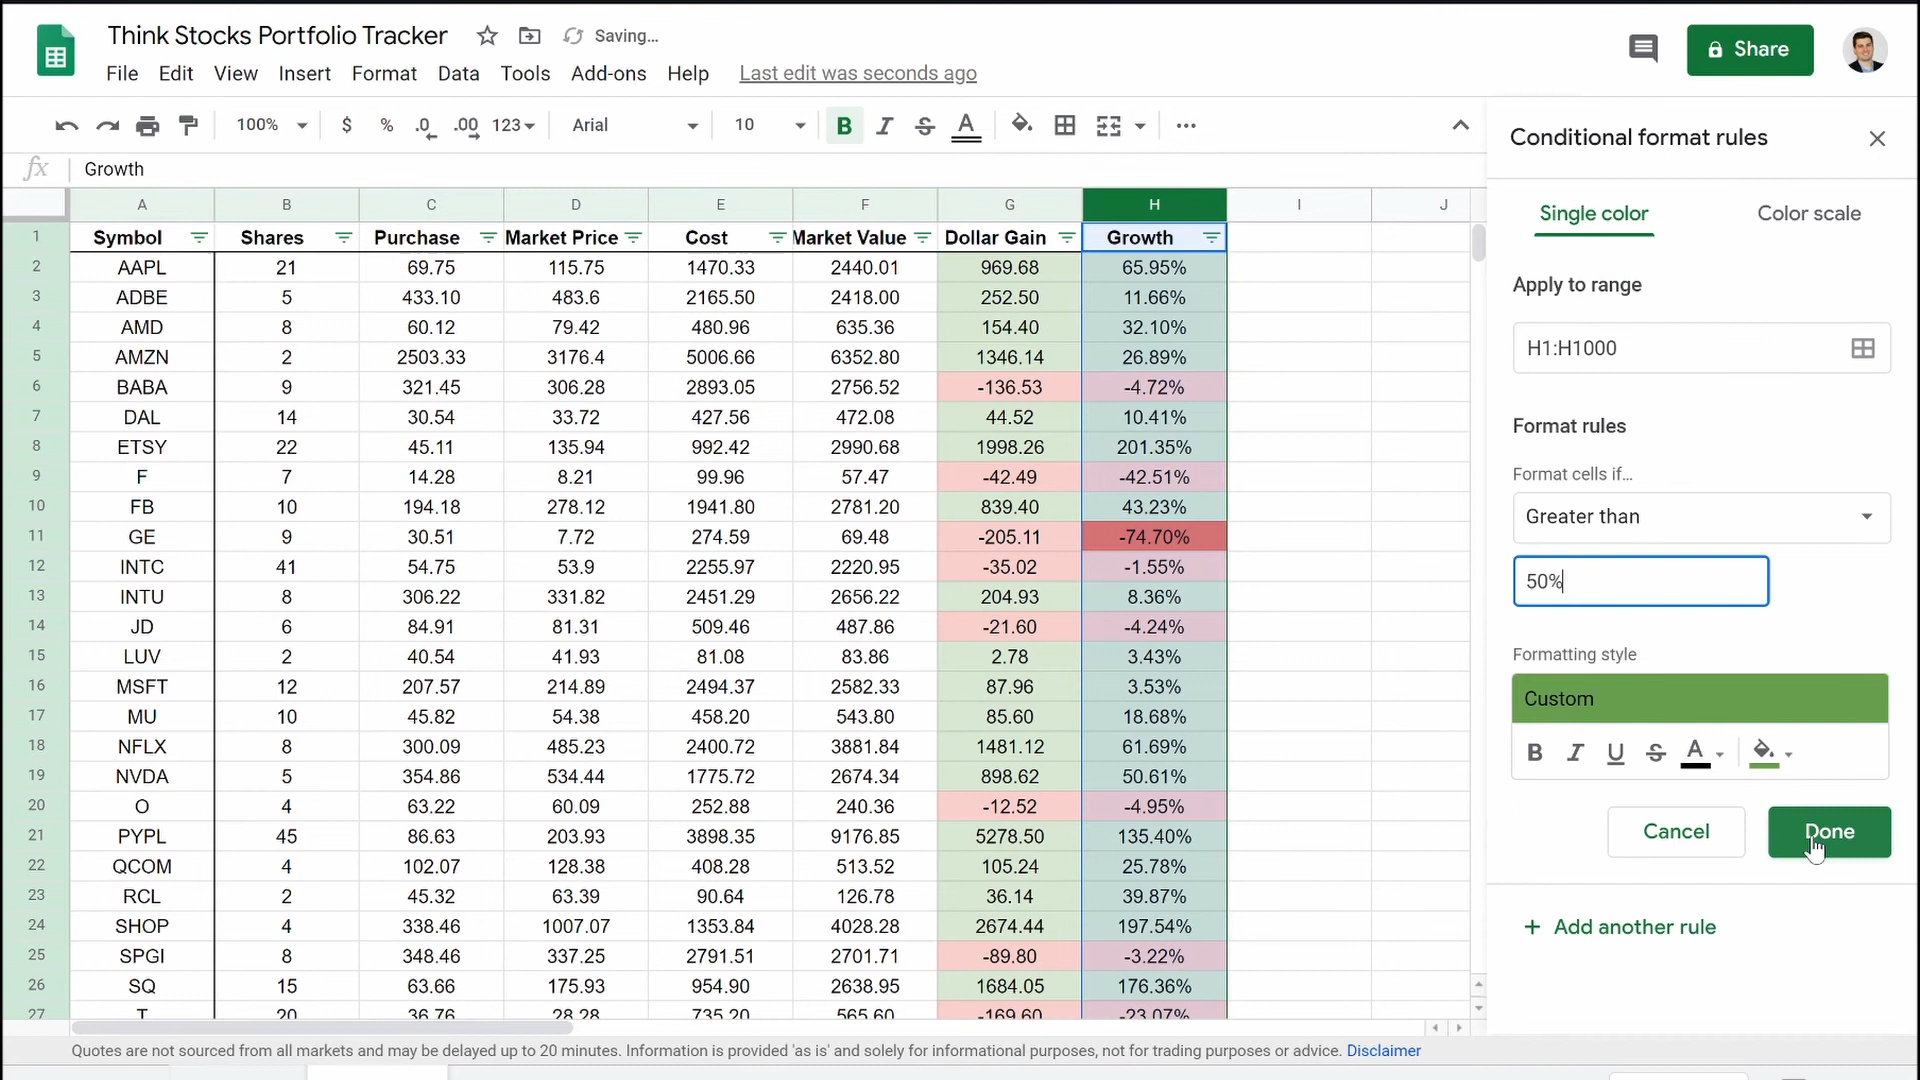 Think Stocks Portfolio Tracker Saving...
File Edit View Insert Format Data Tools Add-ons Help Last edit was seconds ago
Share
100% $ % .0 .00 123 Arial 10 B I S A
fx Growth
A B C D E F G H I J
1 Symbol Shares Purchase Market Price Cost Market Value Dollar Gain Growth
2 AAPL 21 69.75 115.75 1470.33 2440.01 969.68 65.95%
3 ADBE 5 433.10 483.6 2165.50 2418.00 252.50 11.66%
4 AMD 8 60.12 79.42 480.96 635.36 154.40 32.10%
5 AMZN 2 2503.33 3176.4 5006.66 6352.80 1346.14 26.89%
6 BABA 9 321.45 306.28 2893.05 2756.52 -136.53 -4.72%
7 DAL 14 30.54 33.72 427.56 472.08 44.52 10.41%
8 ETSY 22 45.11 135.94 992.42 2990.68 1998.26 201.35%
9 F 7 14.28 8.21 99.96 57.47 -42.49 -42.51%
10 FB 10 194.18 278.12 1941.80 2781.20 839.40 43.23%
11 GE 9 30.51 7.72 274.59 69.48 -205.11 -74.70%
12 INTC 41 54.75 53.9 2255.97 2220.95 -35.02 -1.55%
13 INTU 8 306.22 331.82 2451.29 2656.22 204.93 8.36%
14 JD 6 84.91 81.31 509.46 487.86 -21.60 -4.24%
15 LUV 2 40.54 41.93 81.08 83.86 2.78 3.43%
16 MSFT 12 207.57 214.89 2494.37 2582.33 87.96 3.53%
17 MU 10 45.82 54.38 458.20 543.80 85.60 18.68%
18 NFLX 8 300.09 485.23 2400.72 3881.84 1481.12 61.69%
19 NVDA 5 354.86 534.44 1775.72 2674.34 898.62 50.61%
20 O 4 63.22 60.09 252.88 240.36 -12.52 -4.95%
21 PYPL 45 86.63 203.93 3898.35 9176.85 5278.50 135.40%
22 QCOM 4 102.07 128.38 408.28 513.52 105.24 25.78%
23 RCL 2 45.32 63.39 90.64 126.78 36.14 39.87%
24 SHOP 4 338.46 1007.07 1353.84 4028.28 2674.44 197.54%
25 SPGI 8 348.46 337.25 2791.51 2701.71 -89.80 -3.22%
26 SQ 15 63.66 175.93 954.90 2638.95 1684.05 176.36%
27 T 20 36.76 28.28 735.20 565.60 -169.60 -23.07%
Quotes are not sourced from all markets and may be delayed up to 20 minutes. Information is provided 'as is' and solely for informational purposes, not for trading purposes or advice. Disclaimer
Conditional format rules
Single color Color scale
Apply to range
H1:H1000
Format rules
Format cells if...
Greater than
50%
Formatting style
Custom
B I U S A
Cancel Done
+ Add another rule